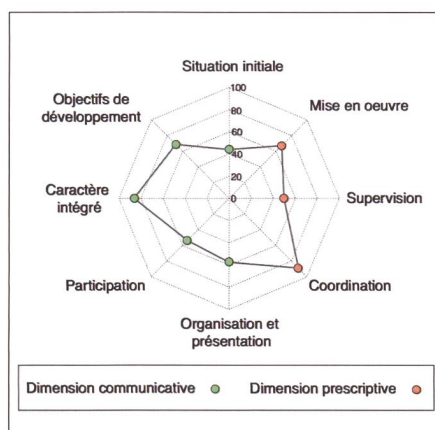 Situation initiale
100
80
60
40
20
0
Mise en oeuvre
Supervision
Coordination
Organisation et
présentation
Participation
Caractère
intégré
Objectifs de
développement
Dimension communicative
Dimension prescriptive